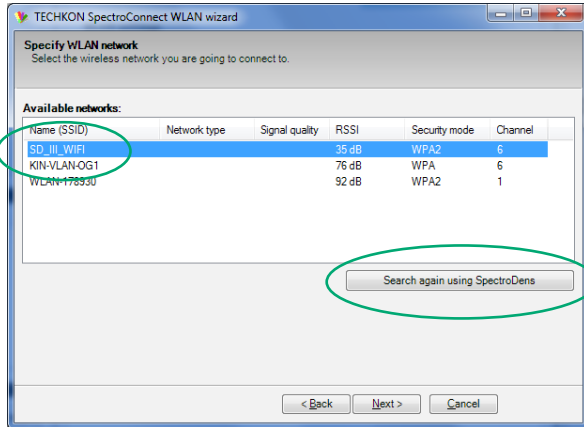 TECHKON SpectroConnect WLAN wizard
Specify WLAN network
Select the wireless network you are going to connect to.
Available networks:
Name (SSID) Network type Signal quality RSSI Security mode Channel
SD_III_WIFI 35 dB WPA2 6
KIN-VLAN-OG1 76 dB WPA 6
WLAN-178930 92 dB WPA2 1
Search again using SpectroDens
< Back Next > Cancel